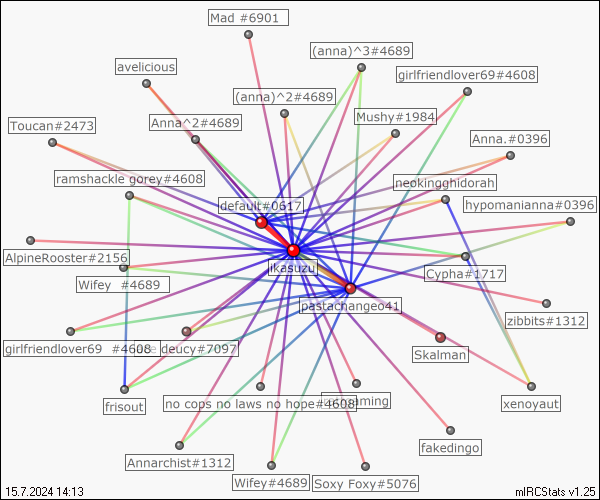 Mad #6901
(anna)^3#4689
avelicious
girlfriendlover69#4608
(anna)^2#4689
Mushy#1984
Toucan#2473
Anna^2#4689
Anna.#0396
ramshackle gorey#4608
neokingghidorah
default#0617
hypomanianna#0396
AlpineRooster#2156
ikasuzu
Cypha#1717
Wifey #4689
pastachangeo41
zibbits#1312
girlfriendlover69 #4608
deucy#7097
Skalman
frisout
no cops no laws no hope#4608
xenoyaut
fakedingo
Annarchist#1312
Wifey#4689
Soxy Foxy#5076
15.7.2024 14:13
mIRCStats v1.25